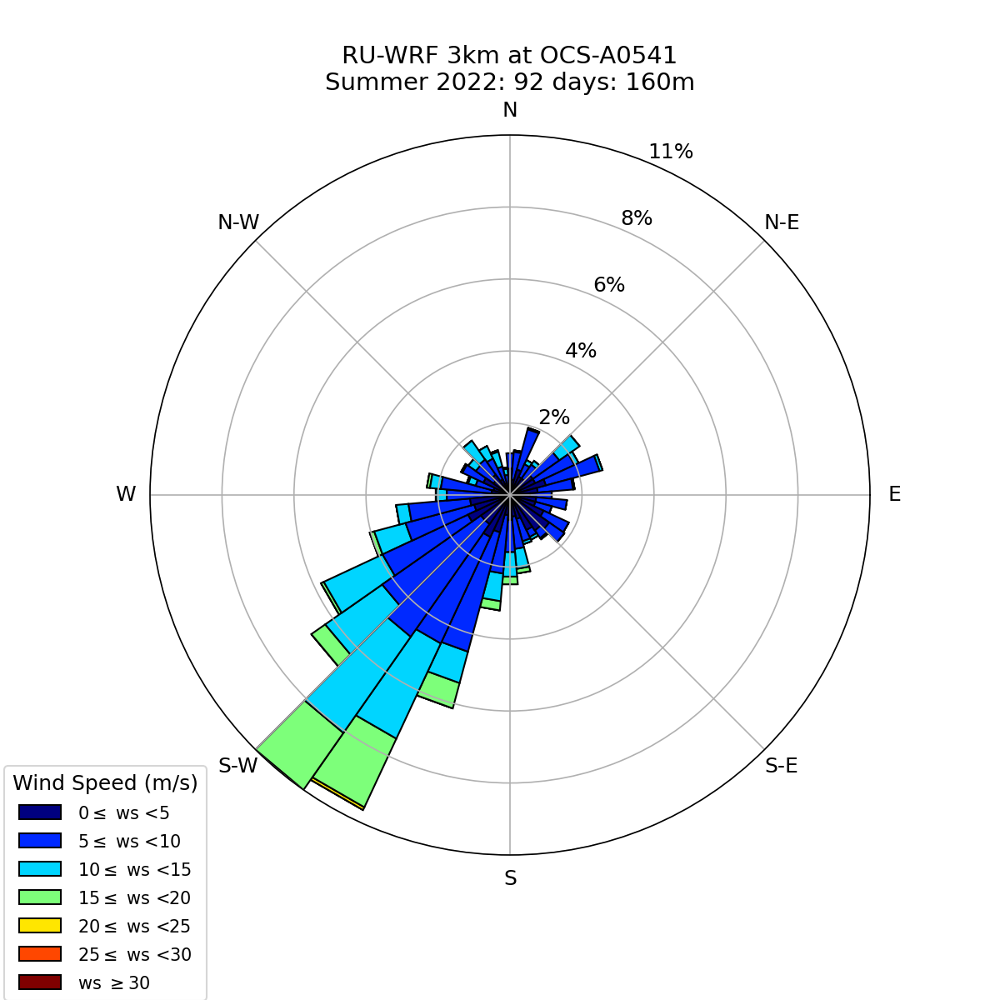 RU-WRF 3km at OCS-A0541
Summer 2022: 92 days: 160m
N
11%
N-W
N-E
8%
6%
4%
2%
W
E
S-W
S-E
S
Wind Speed (m/s)
0≤ ws <5
5≤ ws <10
10≤ ws <15
15≤ ws <20
20≤ ws <25
25≤ ws <30
ws ≥30